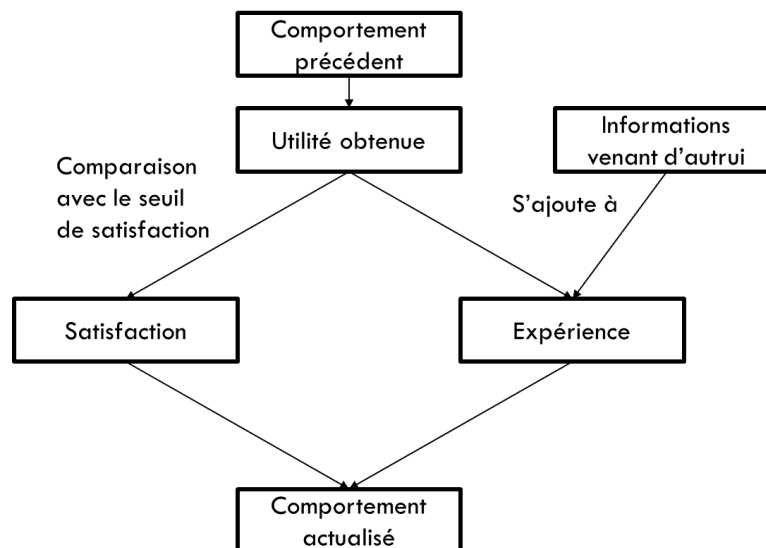 Comportement
précédent
Utilité obtenue
Informations
venant d'autrui
Comparaison
avec le seuil
de satisfaction
S'ajoute à
Satisfaction
Expérience
Comportement
actualisé